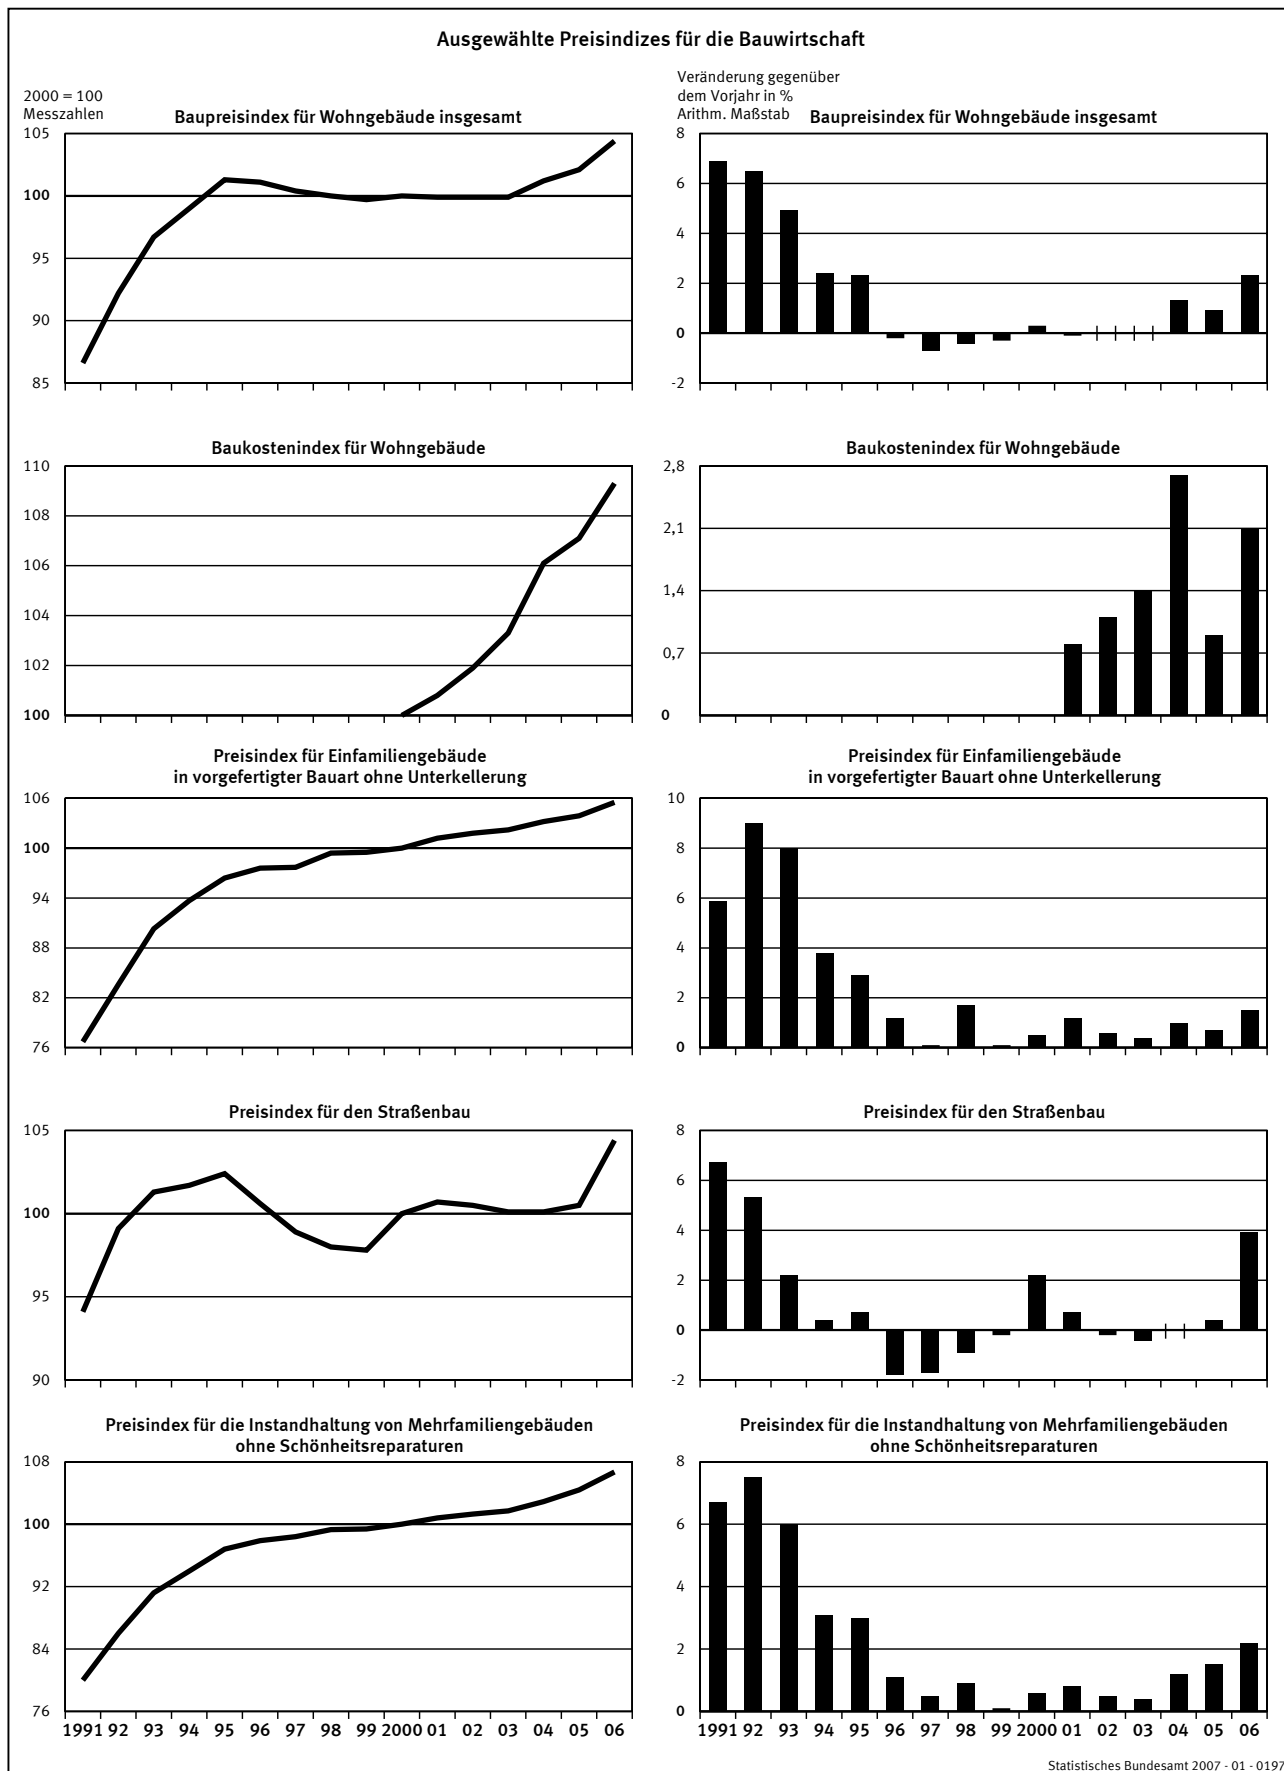 Ausgewählte Preisindizes für die Bauwirtschaft
2000 = 100
Messzahlen
Baupreisindex für Wohngebäude insgesamt
105
100
95
90
85
Veränderung gegenüber
dem Vorjahr in %
Arithm. Maßstab
Baupreisindex für Wohngebäude insgesamt
8
6
4
2
0
-2
Baukostenindex für Wohngebäude
110
108
106
104
102
100
Baukostenindex für Wohngebäude
2,8
2,1
1,4
0,7
0
Preisindex für Einfamiliengebäude
in vorgefertigter Bauart ohne Unterkellerung
106
100
94
88
82
76
Preisindex für Einfamiliengebäude
in vorgefertigter Bauart ohne Unterkellerung
10
8
6
4
2
0
Preisindex für den Straßenbau
105
100
95
90
Preisindex für den Straßenbau
8
6
4
2
0
-2
Preisindex für die Instandhaltung von Mehrfamiliengebäuden
ohne Schönheitsreparaturen
108
100
92
84
76
1991 92 93 94 95 96 97 98 99 2000 01 02 03 04 05 06
Preisindex für die Instandhaltung von Mehrfamiliengebäuden
ohne Schönheitsreparaturen
8
6
4
2
0
1991 92 93 94 95 96 97 98 99 2000 01 02 03 04 05 06
Statistisches Bundesamt 2007 - 01 - 0197